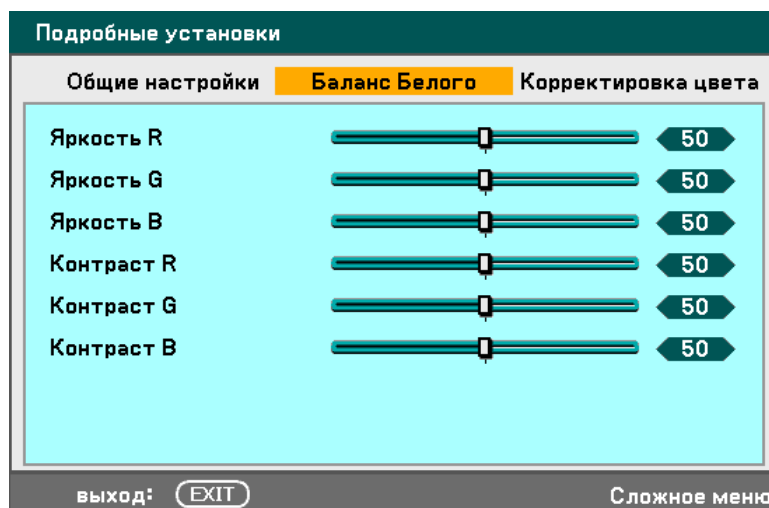 Подробные установки
Общие настройки Баланс Белого Корректировка цвета
Яркость R 50
Яркость G 50
Яркость B 50
Контраст R 50
Контраст G 50
Контраст B 50
выход: EXIT Сложное меню